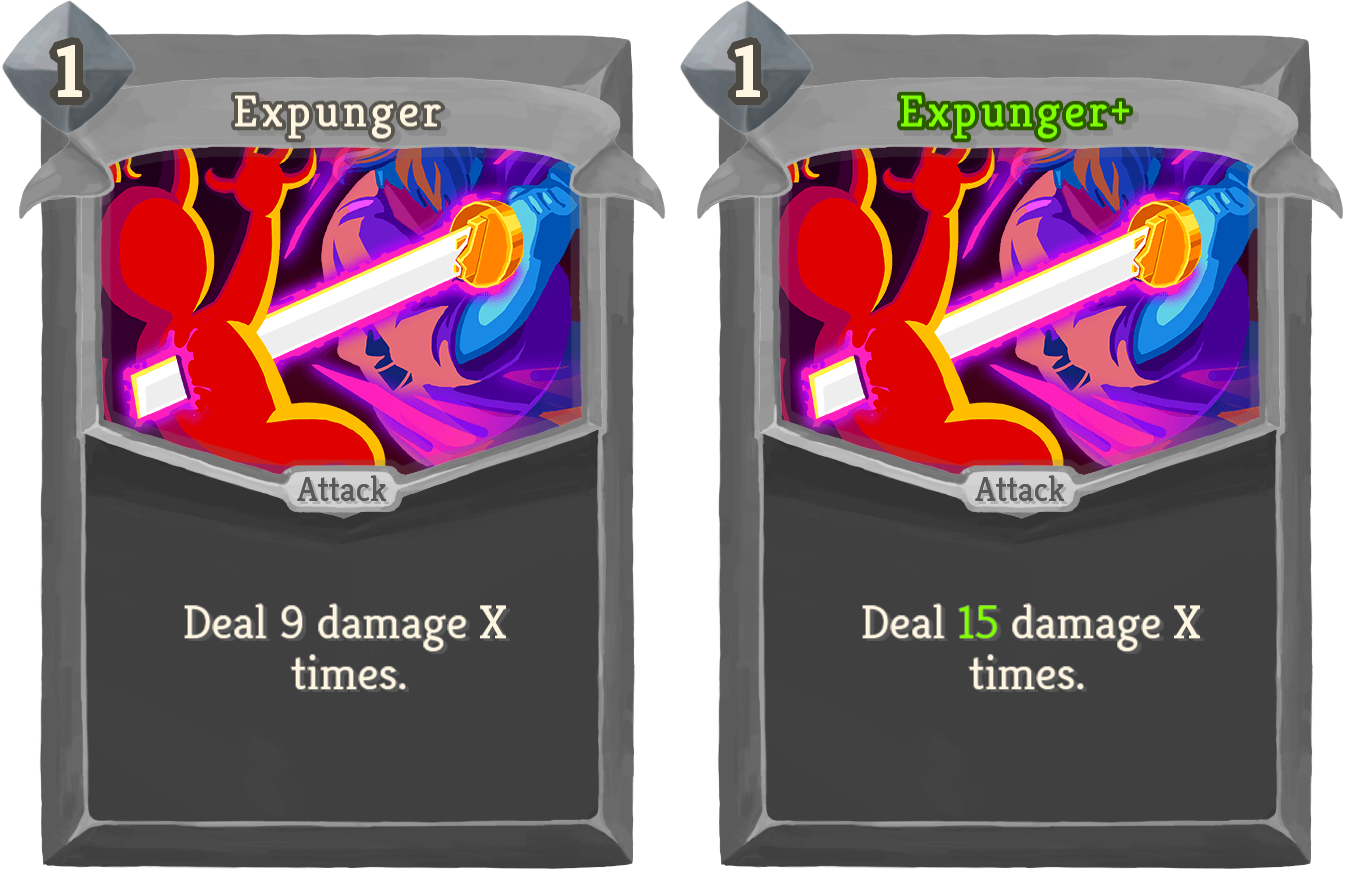 1
Expunger
Attack
Deal 9 damage X
times.
1
Expunger+
Attack
Deal 15 damage X
times.